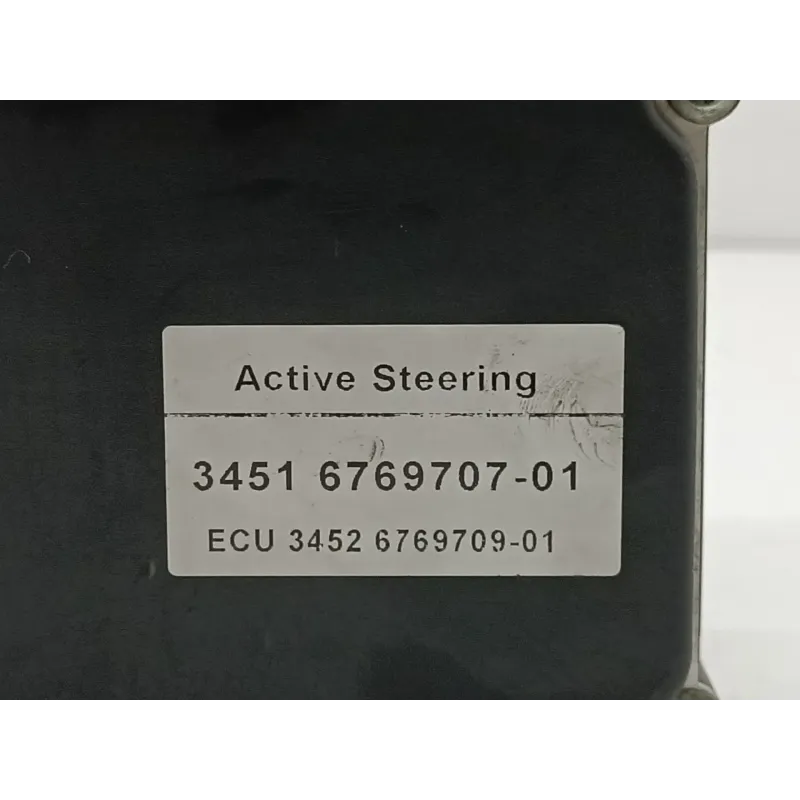 Active Steering
3451 6769707-01
ECU 3452 6769709-01